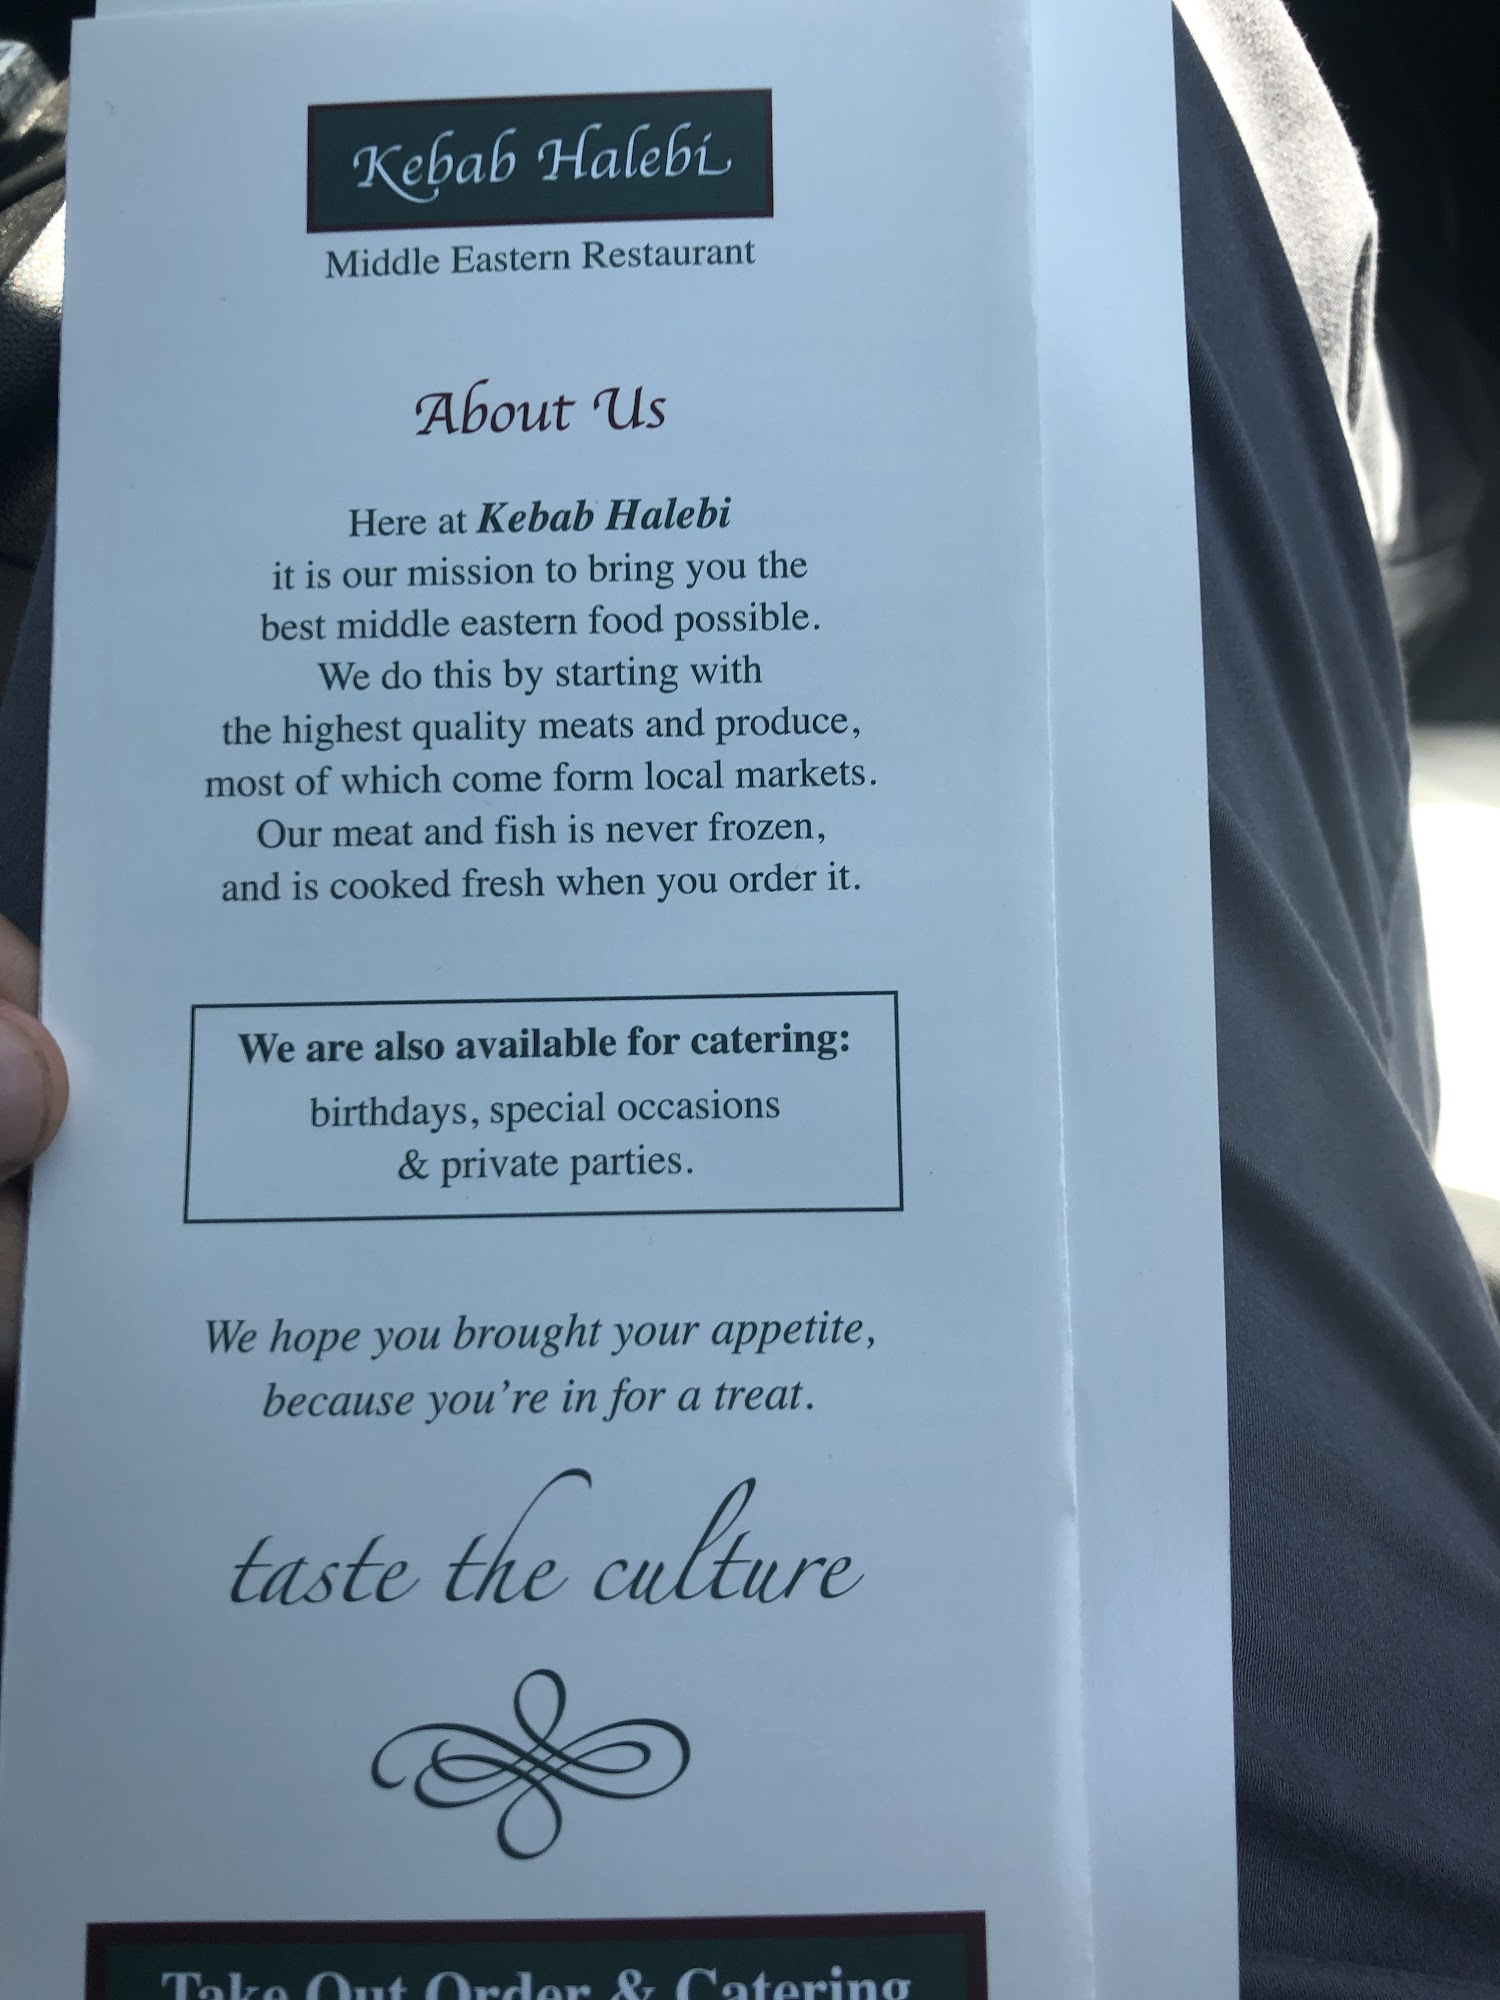 Kebab Halebi
Middle Eastern Restaurant
About Us
Here at Kebab Halebi
it is our mission to bring you the
best middle eastern food possible.
We do this by starting with
the highest quality meats and produce,
most of which come form local markets.
Our meat and fish is never frozen,
and is cooked fresh when you order it.
We are also available for catering:
birthdays, special occasions
& private parties.
We hope you brought your appetite,
because you're in for a treat.
taste the culture
Take Out Order & Catering